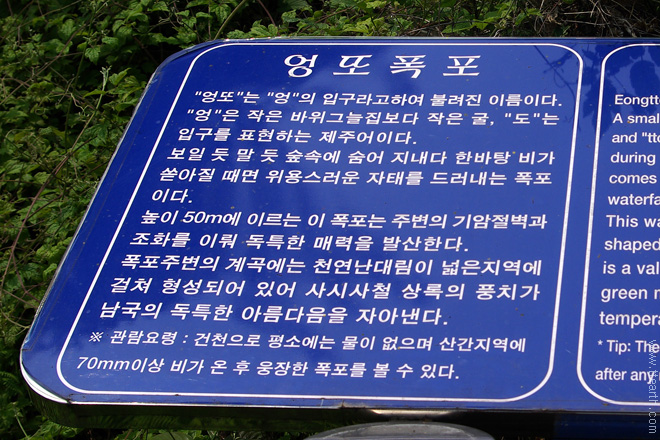 엉또폭포
"엉또"는 "엉"의 입구라고하여 불려진 이름이다.
"엉"은 작은 바위그늘집보다 작은 굴, "도"는
입구를 표현하는 제주어이다.
보일 듯 말 듯 숲속에 숨어 지내다 한바탕 비가
쏟아질 때면 위용스러운 자태를 드러내는 폭포
이다.
높이 50m에 이르는 이 폭포는 주변의 기암절벽과
조화를 이뤄 독특한 매력을 발산한다.
폭포주변의 계곡에는 천연난대림이 넓은지역에
걸쳐 형성되어 있어 사시사철 상록의 풍치가
남국의 독특한 아름다음을 자아낸다.
※ 관람요령 : 건천으로 평소에는 물이 없으며 산간지역에
70mm이상 비가 온 후 웅장한 폭포를 볼 수 있다.
Eongtt
A small
and "tto
during
comes
waterfa
This wa
shaped
is a val
green n
tempera
* Tip: The
after any r